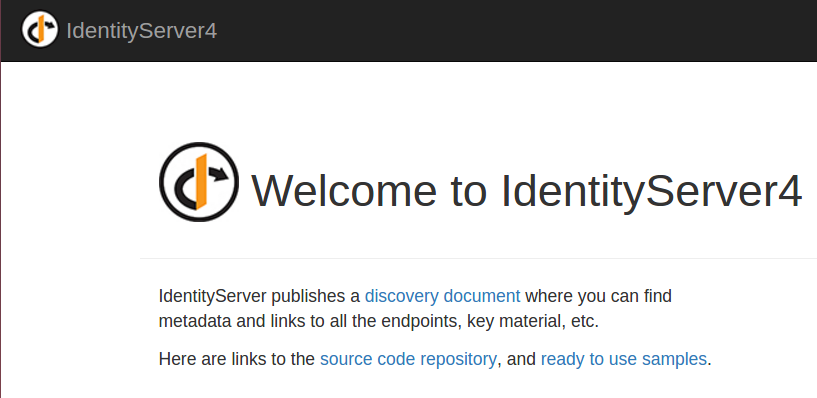 IdentityServer4
Welcome to IdentityServer4
IdentityServer publishes a discovery document where you can find
metadata and links to all the endpoints, key material, etc.
Here are links to the source code repository, and ready to use samples.